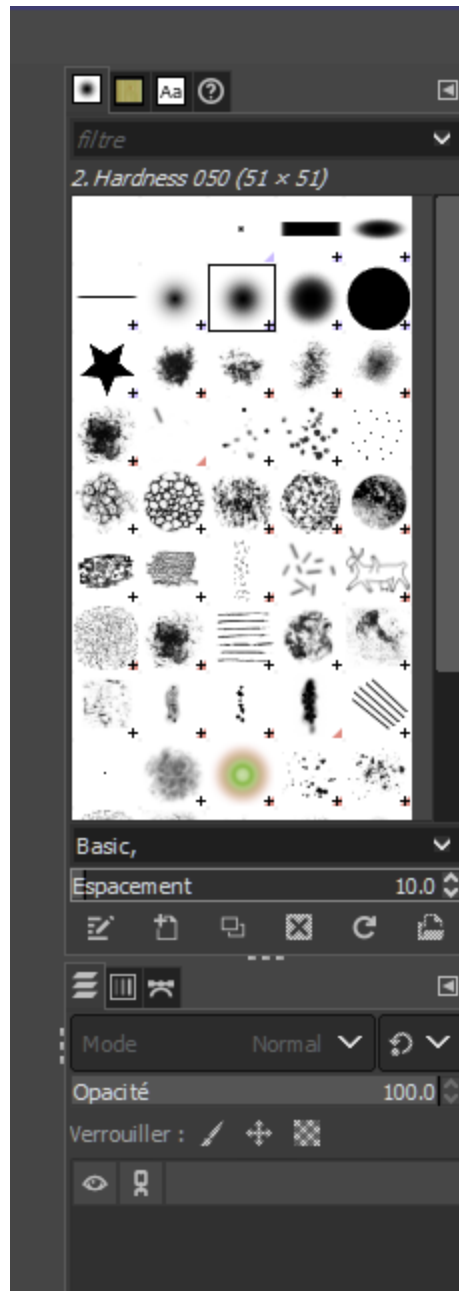 Aa
filtre
2. Hardness 050 (51 × 51)
Basic,
Espacement 10.0
Mode Normal
Opacité 100.0
Verrouiller :